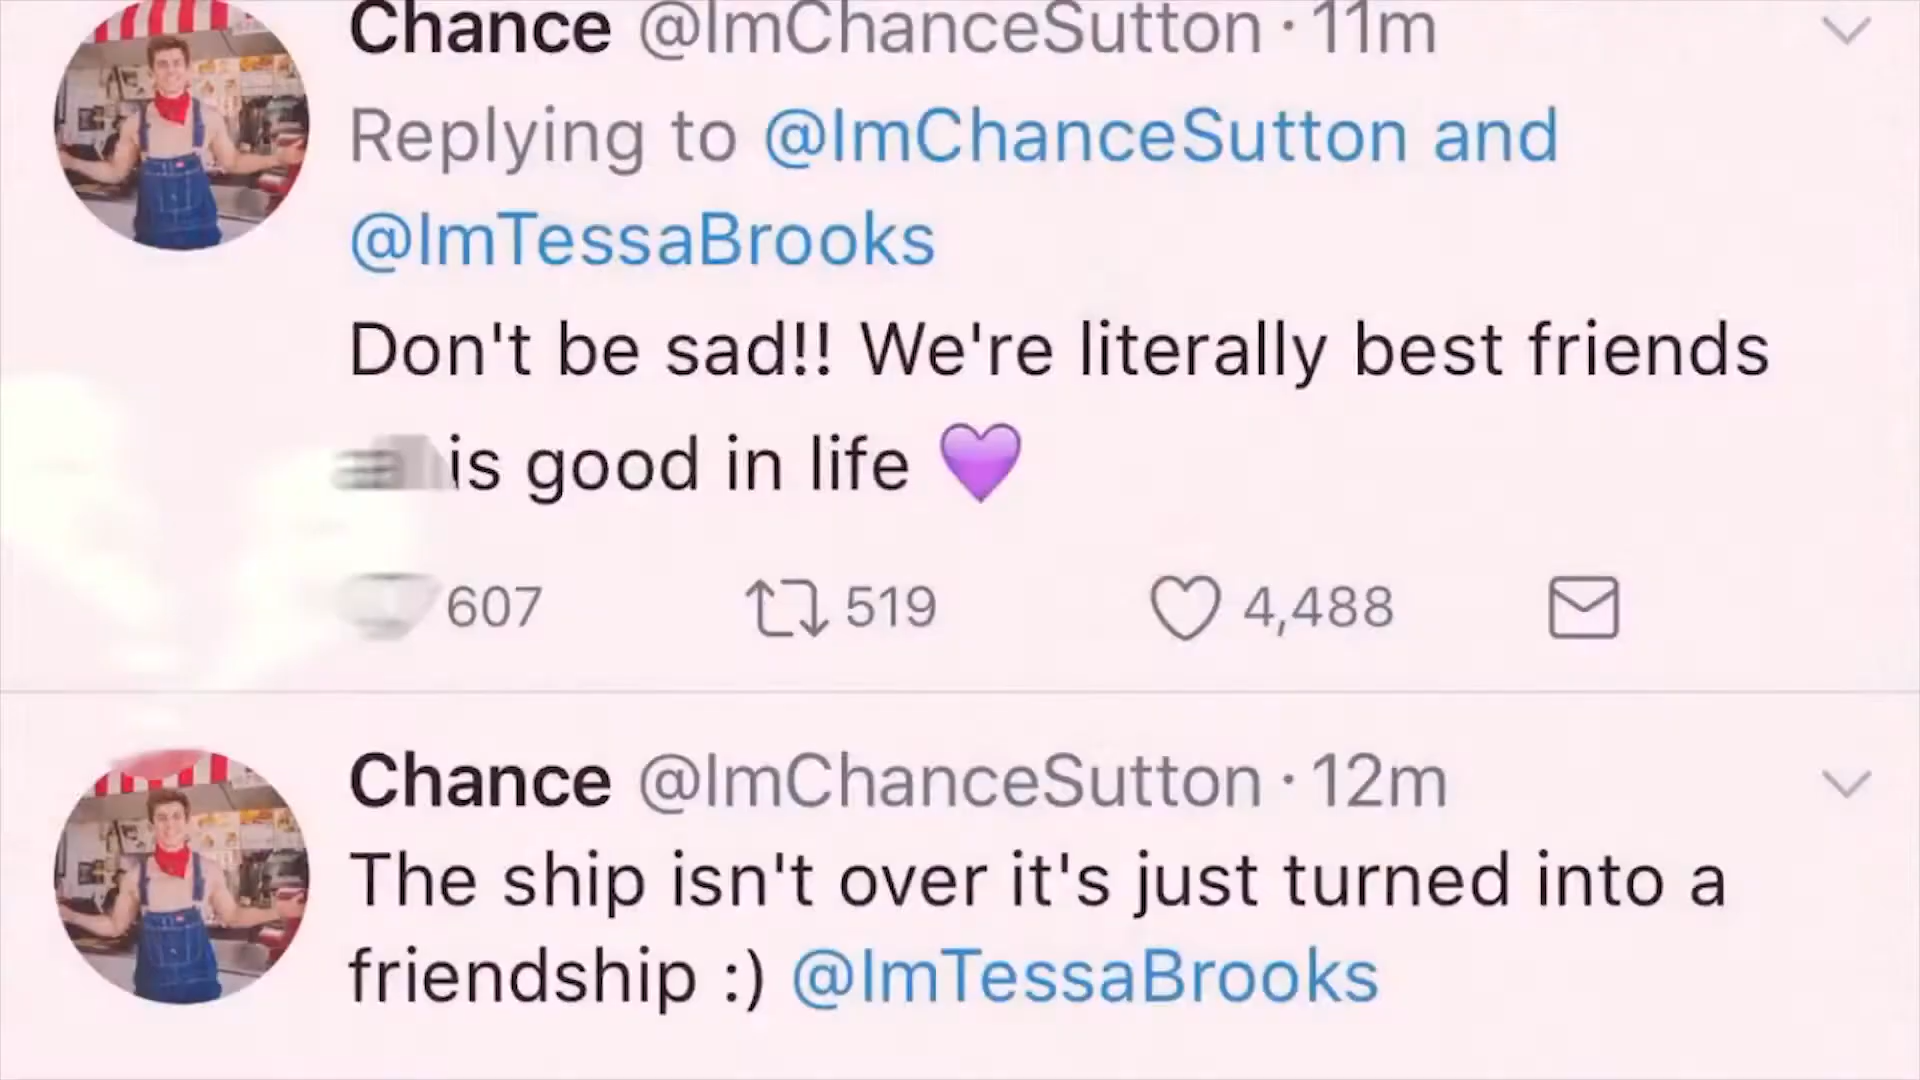 Chance @ImChanceSutton · 11m
Replying to @ImChanceSutton and
@ImTessaBrooks
Don't be sad!! We're literally best friends
is good in life 💜
607 519 4,488
Chance @ImChanceSutton · 12m
The ship isn't over it's just turned into a
friendship :) @ImTessaBrooks